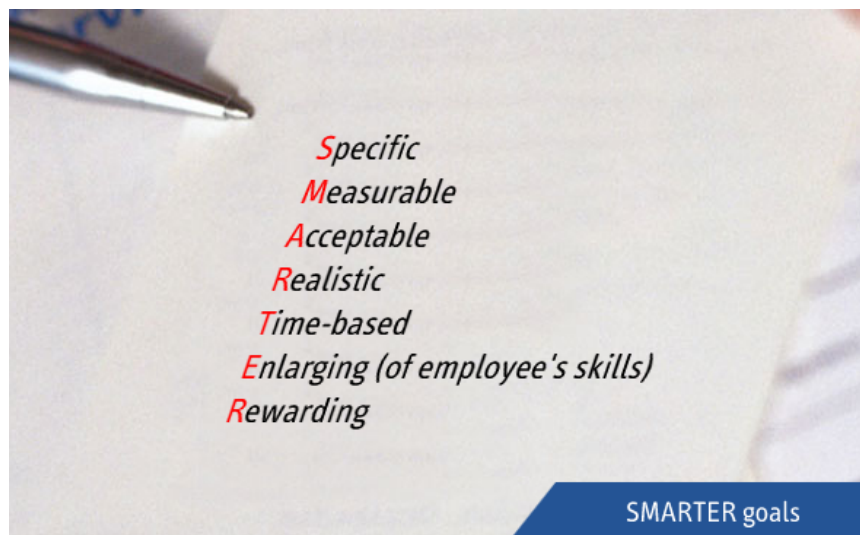 Specific
Measurable
Acceptable
Realistic
Time-based
Enlarging (of employee's skills)
Rewarding
SMARTER goals